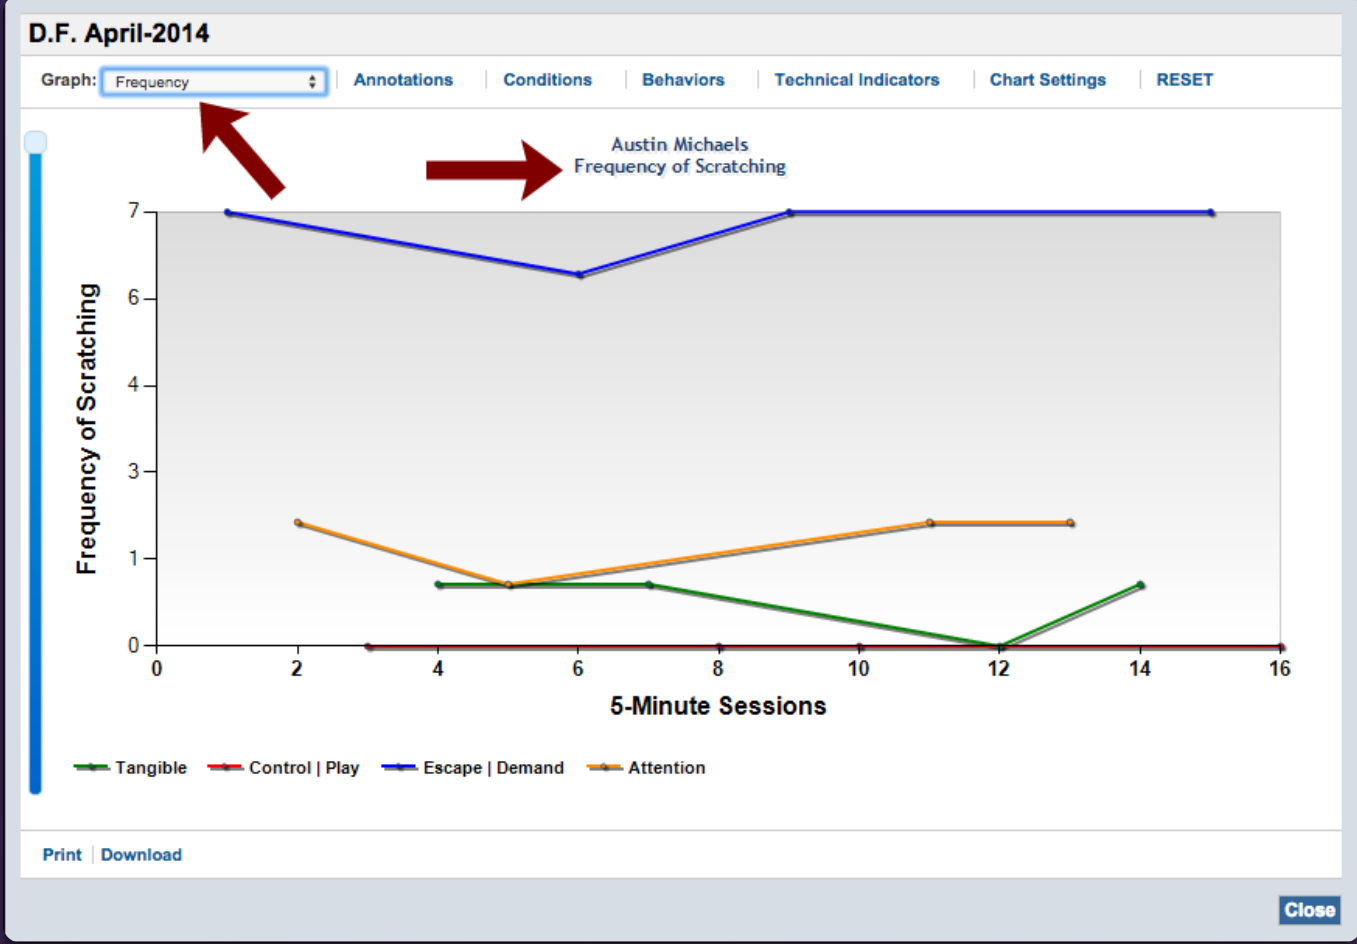 D.F. April-2014
Graph: Frequency Annotations Conditions Behaviors Technical Indicators Chart Settings RESET
Austin Michaels
Frequency of Scratching
7
6
4
3
1
0
Frequency of Scratching
0 2 4 6 8 10 12 14 16
5-Minute Sessions
Tangible Control | Play Escape | Demand Attention
Print Download
Close